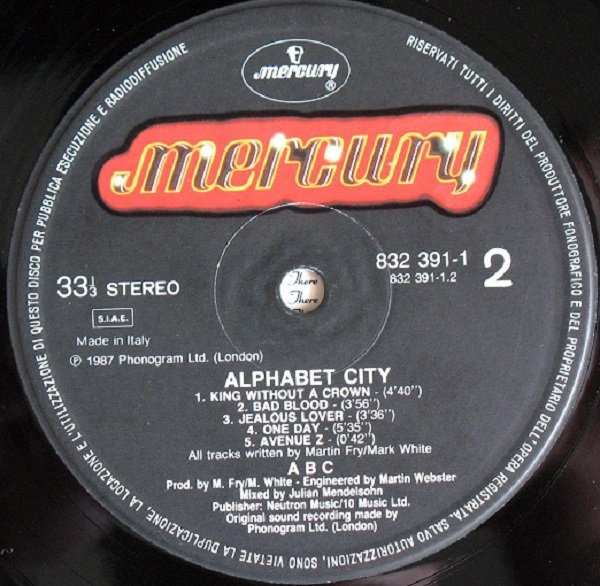 mercury
®
mercury
832 391-1
832 391-1.2
2
33⅓ STEREO
S.I.A.E.
Made in Italy
℗ 1987 Phonogram Ltd. (London)
There
There
ALPHABET CITY
1. KING WITHOUT A CROWN - (4'40'')
2. BAD BLOOD - (3'56'')
3. JEALOUS LOVER - (3'36'')
4. ONE DAY - (5'35'')
5. AVENUE Z - (0'42'')
All tracks written by Martin Fry/Mark White
A B C
Prod. by M. Fry/M. White - Engineered by Martin Webster
Mixed by Julian Mendelsohn
Publisher: Neutron Music/10 Music Ltd.
Original sound recording made by
Phonogram Ltd. (London)
RISERVATI TUTTI I DIRITTI DEL PRODUTTORE FONOGRAFICO E DEL PROPRIETARIO DELL'OPERA REGISTRATA. SALVO AUTORIZZAZIONI, SONO VIETATE LA DUPLICAZIONE, LA LOCAZIONE E L'UTILIZZAZIONE DI QUESTO DISCO PER PUBBLICA ESECUZIONE E RADIODIFFUSIONE